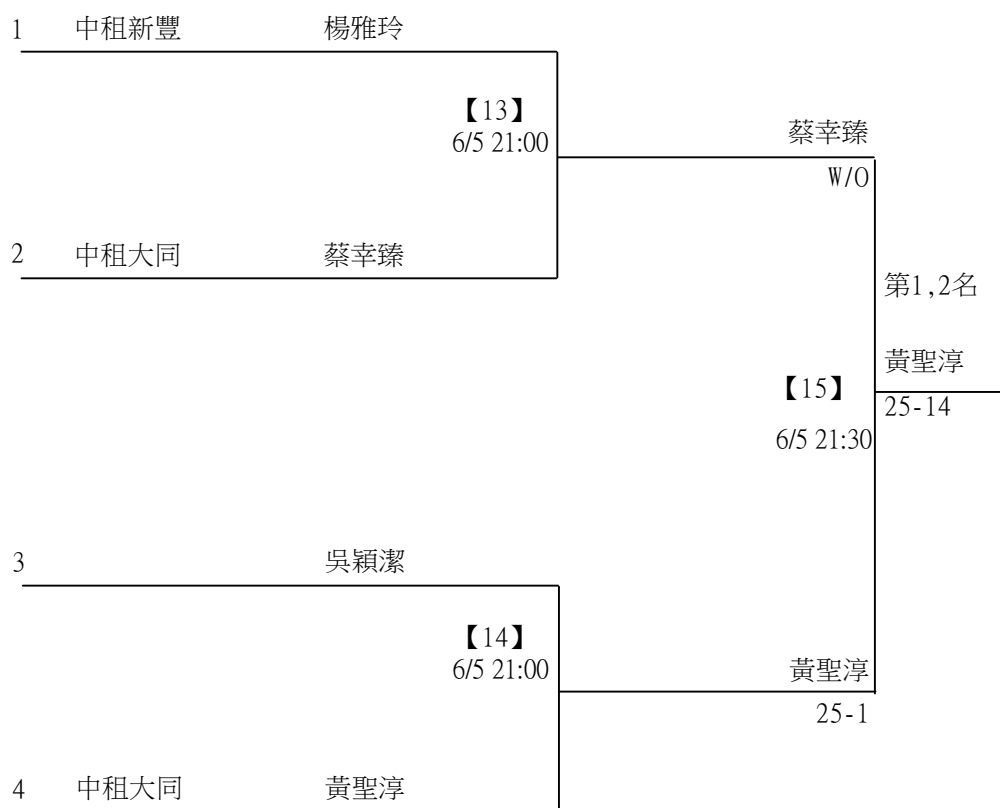 1 中租新豐 楊雅玲
【13】
6/5 21:00
蔡幸臻
W/O
2 中租大同 蔡幸臻
第1,2名
黃聖淳
【15】
25-14
6/5 21:30
3 吳穎潔
【14】
6/5 21:00
黃聖淳
25-1
4 中租大同 黃聖淳